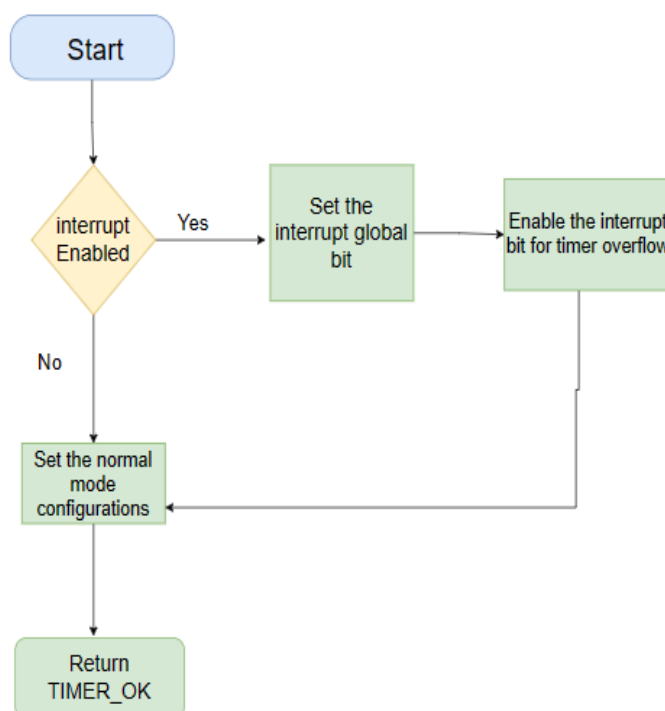 Start
interrupt
Enabled
Yes
Set the
interrupt global
bit
Enable the interrupt
bit for timer overflow
No
Set the normal
mode
configurations
Return
TIMER_OK